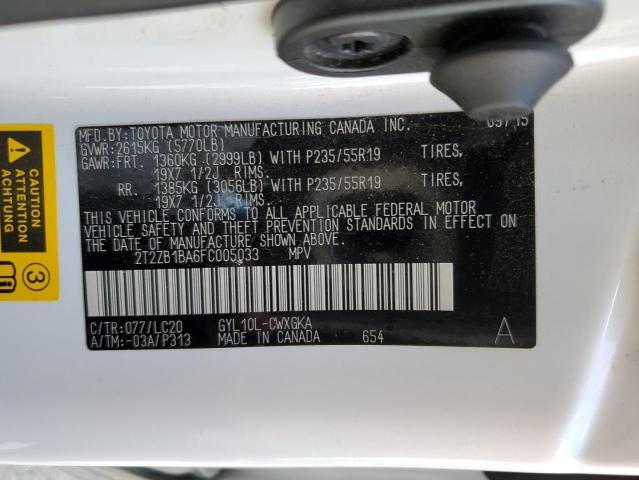 MFD.BY:TOYOTA MOTOR MANUFACTURING CANADA INC. 09/15
GVWR:2615KG (5770LB)
GAWR:FRT. 1360KG (2999LB) WITH P235/55R19 TIRES,
19X7 1/2J RIMS.
RR. 1385KG (3056LB) WITH P235/55R19 TIRES,
19X7 1/2J RIMS.
THIS VEHICLE CONFORMS TO ALL APPLICABLE FEDERAL MOTOR
VEHICLE SAFETY AND THEFT PREVENTION STANDARDS IN EFFECT ON
THE DATE OF MANUFACTURE SHOWN ABOVE.
2T2ZB1BA6FC005033 MPV
C/TR:077/LC20 GYL10L-CWXGKA
A/TM:-03A/P313 MADE IN CANADA 654 A
CAUTION
ATTENTION
ACHTUNG
3